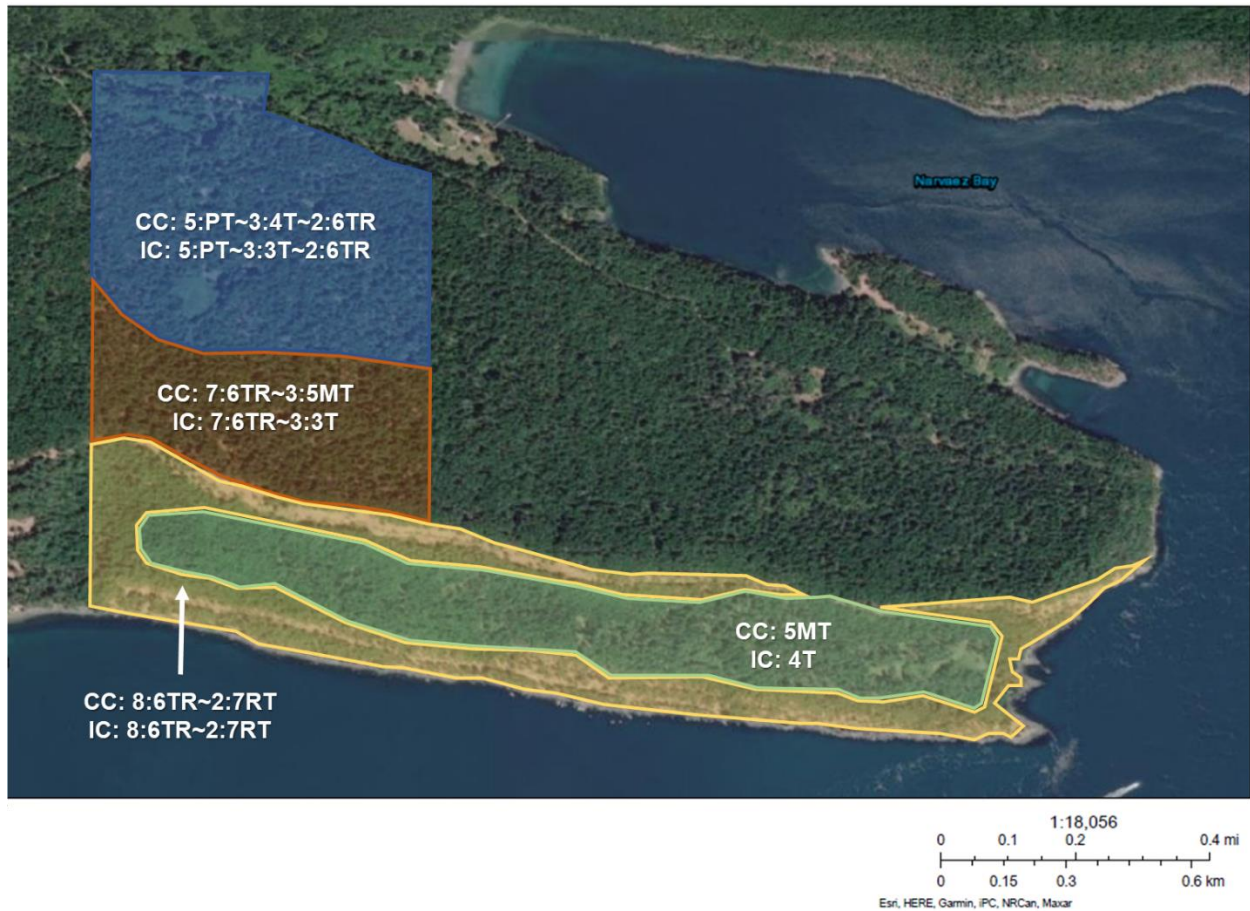 Narvaez Bay
CC: 5:PT~3:4T~2:6TR
IC: 5:PT~3:3T~2:6TR
CC: 7:6TR~3:5MT
IC: 7:6TR~3:3T
CC: 5MT
IC: 4T
CC: 8:6TR~2:7RT
IC: 8:6TR~2:7RT
1:18,056
0 0.1 0.2 0.4 mi
0 0.15 0.3 0.6 km
Esri, HERE, Garmin, iPC, NRCan, Maxar